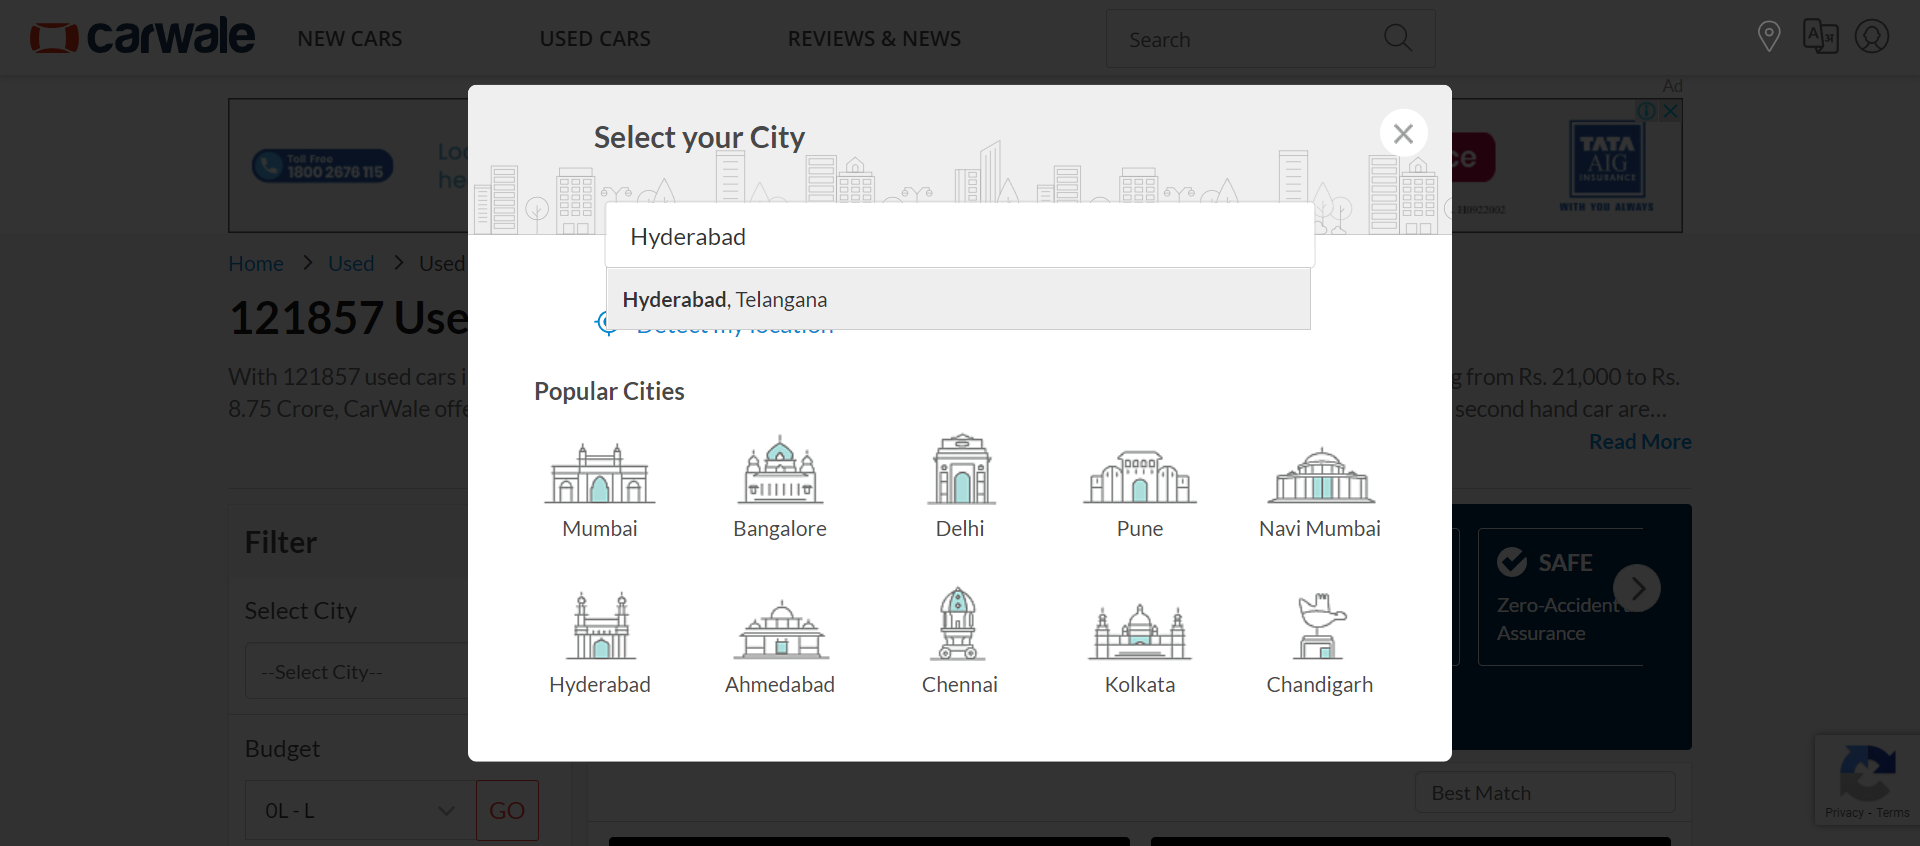 carwale
NEW CARS
USED CARS
REVIEWS & NEWS
Search
Ad
Toll Free
1800 2676 115
TATA
AIG
INSURANCE
WITH YOU ALWAYS
Select your City
Hyderabad
Hyderabad, Telangana
Detect my location
Home
Used
Used
121857 Use
With 121857 used cars
g from Rs. 21,000 to Rs.
8.75 Crore, CarWale offe
second hand car are...
Read More
Popular Cities
Mumbai
Bangalore
Delhi
Pune
Navi Mumbai
Hyderabad
Ahmedabad
Chennai
Kolkata
Chandigarh
Filter
Select City
--Select City--
Budget
0L - L
GO
SAFE
Zero-Accident
Assurance
Best Match
Privacy - Terms